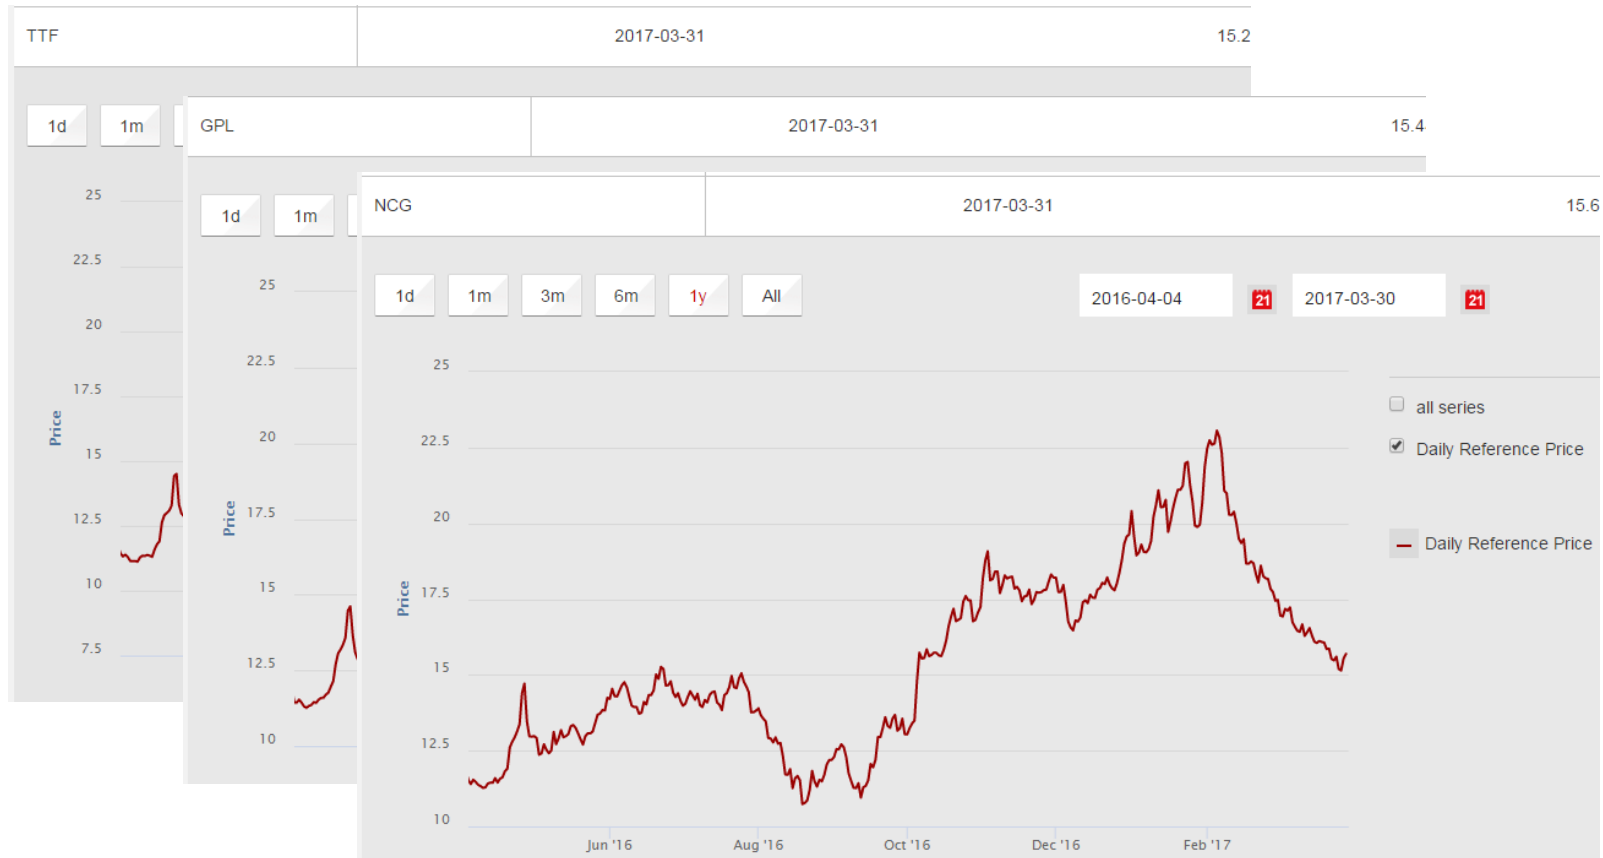 TTF 2017-03-31 15.2
1d 1m
25
22.5
20
17.5
15
12.5
10
7.5
Price
GPL 2017-03-31 15.4
1d 1m
25
22.5
20
17.5
15
12.5
10
Price
NCG 2017-03-31 15.6
1d 1m 3m 6m 1y All 2016-04-04 21 2017-03-30 21
25
22.5
20
17.5
15
12.5
10
Price
Jun '16 Aug '16 Oct '16 Dec '16 Feb '17
all series
Daily Reference Price
Daily Reference Price